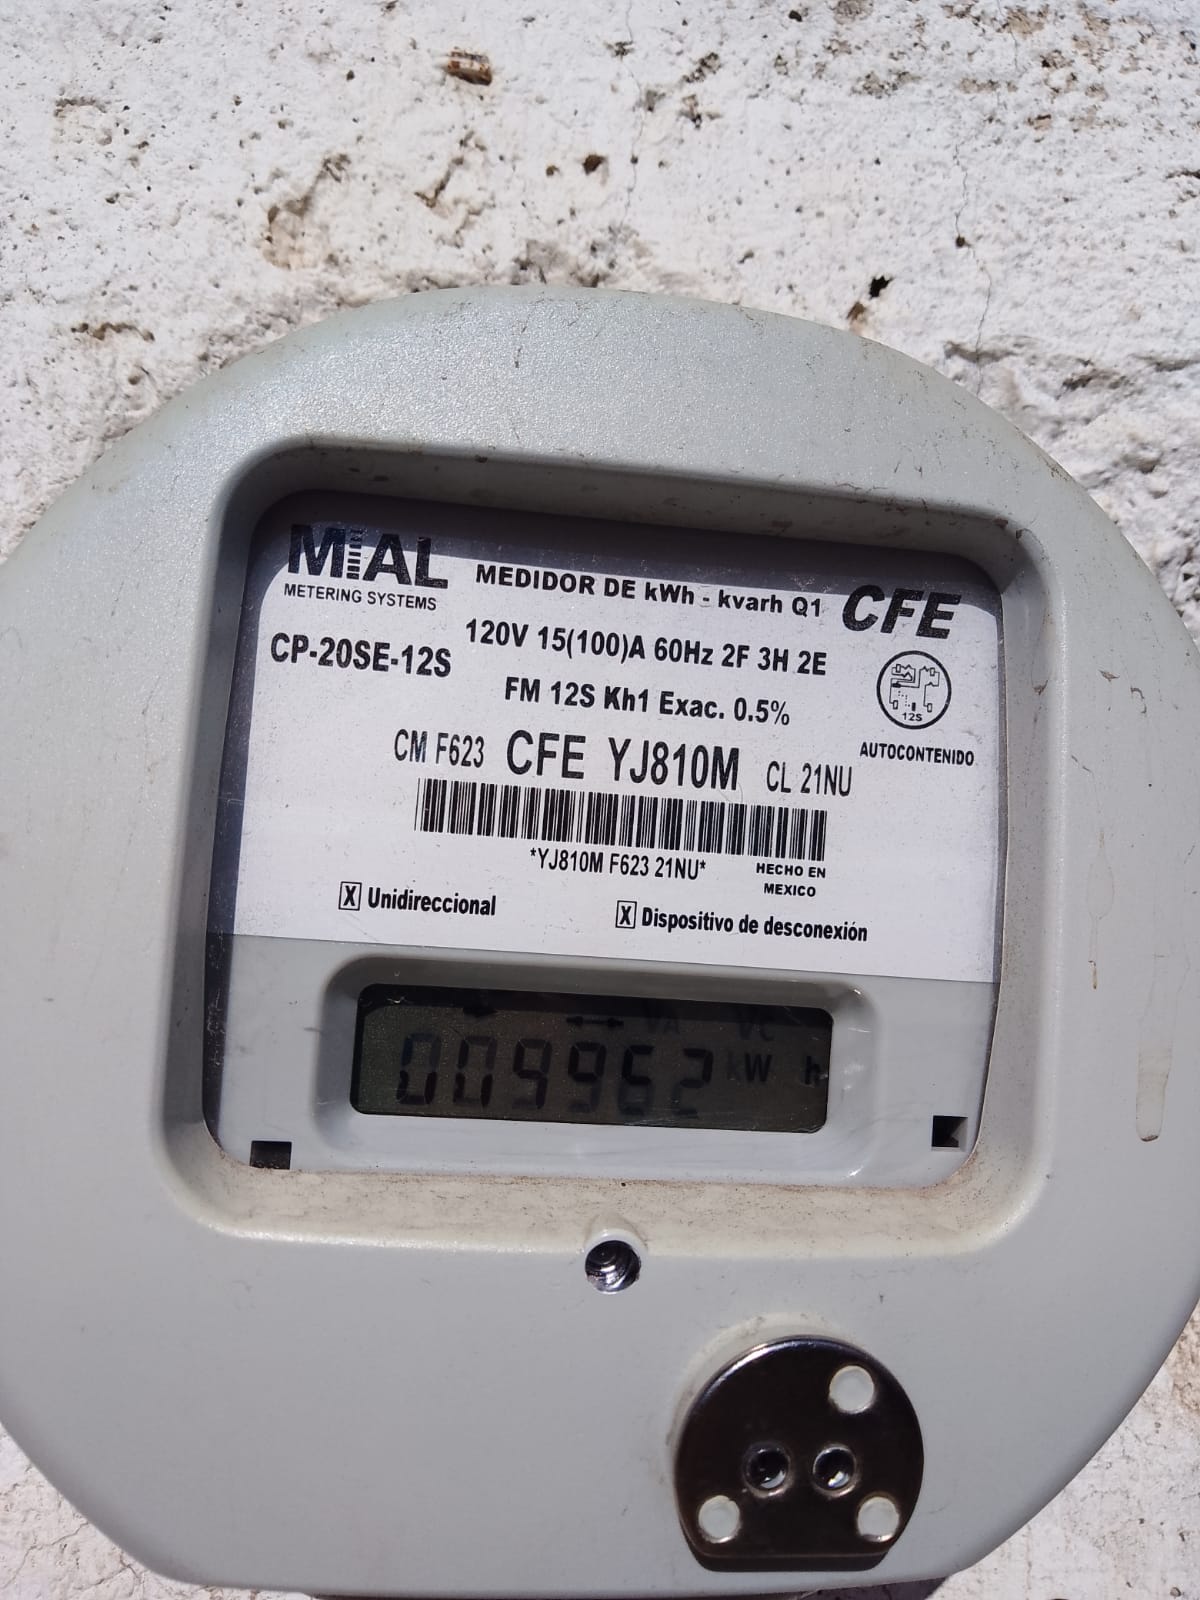 MIAL
METERING SYSTEMS
MEDIDOR DE kWh - kvarh Q1
CFE
CP-20SE-12S
120V 15(100)A 60Hz 2F 3H 2E
FM 12S Kh1 Exac. 0.5%
12S
AUTOCONTENIDO
CM F623 CFE YJ810M CL 21NU
*YJ810M F623 21NU*
HECHO EN
MEXICO
X Unidireccional
X Dispositivo de desconexión
VA VC
009962 kW h